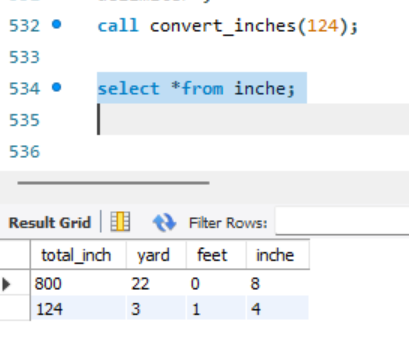 532 call convert_inches(124);
533
534 select *from inche;
535
536
Result Grid Filter Rows:
total_inch yard feet inche
800 22 0 8
124 3 1 4